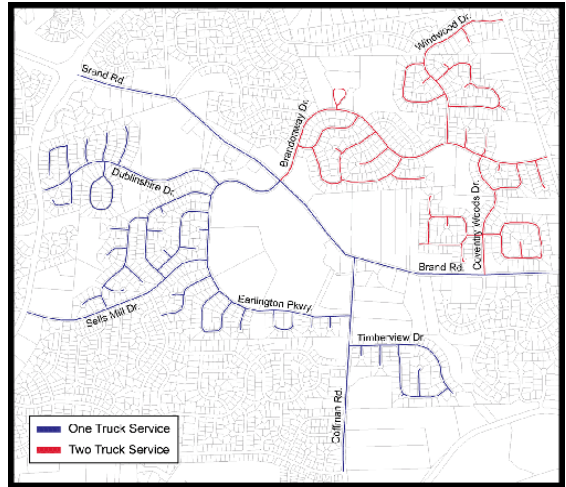 Windwood Dr.
Brand Rd.
Brandonway Dr.
Dublinshire Dr.
Coventry Woods Dr.
Brand Rd.
Earlington Pkwy.
Sells Mill Dr.
Timberview Dr.
Coffman Rd.
One Truck Service
Two Truck Service